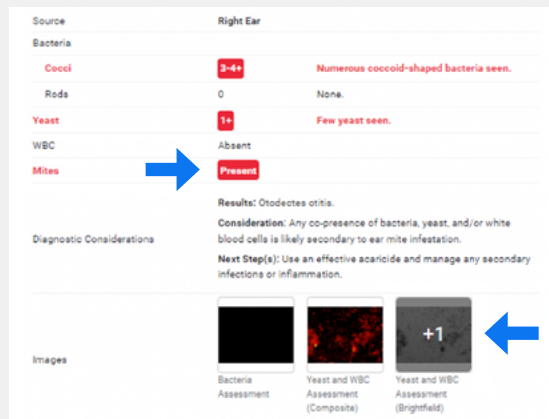 Source Right Ear
Bacteria
Cocci 3-4+ Numerous coccoid-shaped bacteria seen.
Rods 0 None.
Yeast 1+ Few yeast seen.
WBC Absent
Mites Present
Results: Otodectes otitis.
Consideration: Any co-presence of bacteria, yeast, and/or white
blood cells is likely secondary to ear mite infestation.
Diagnostic Considerations
Next Step(s): Use an effective acaricide and manage any secondary
infections or inflammation.
Images
+1
Bacteria
Assessment
Yeast and WBC
Assessment
(Composite)
Yeast and WBC
Assessment
(Brightfield)